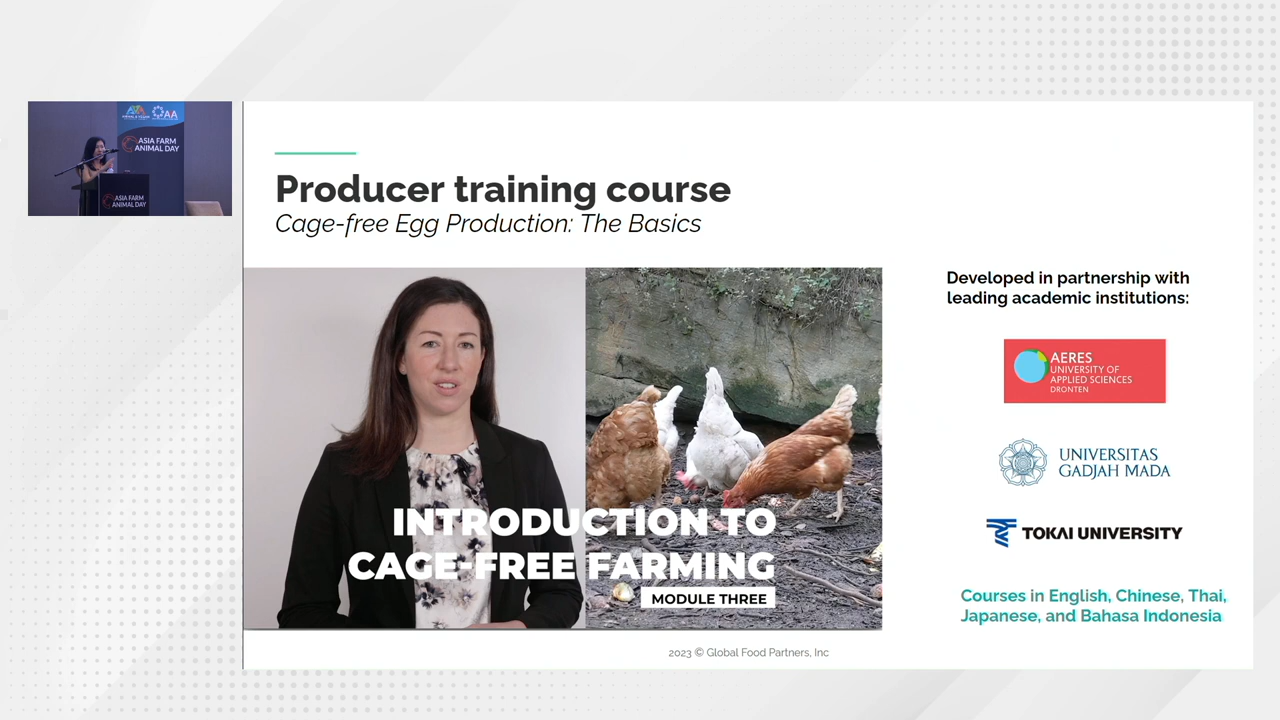 AA
ASIA FARM
ANIMAL DAY
ASIA FARM
ANIMAL DAY
Producer training course
Cage-free Egg Production: The Basics
INTRODUCTION TO
CAGE-FREE FARMING
MODULE THREE
Developed in partnership with
leading academic institutions:
AERES
UNIVERSITY OF
APPLIED SCIENCES
DRONTEN
UNIVERSITAS
GADJAH MADA
TOKAI UNIVERSITY
Courses in English, Chinese, Thai,
Japanese, and Bahasa Indonesia
2023 © Global Food Partners, Inc